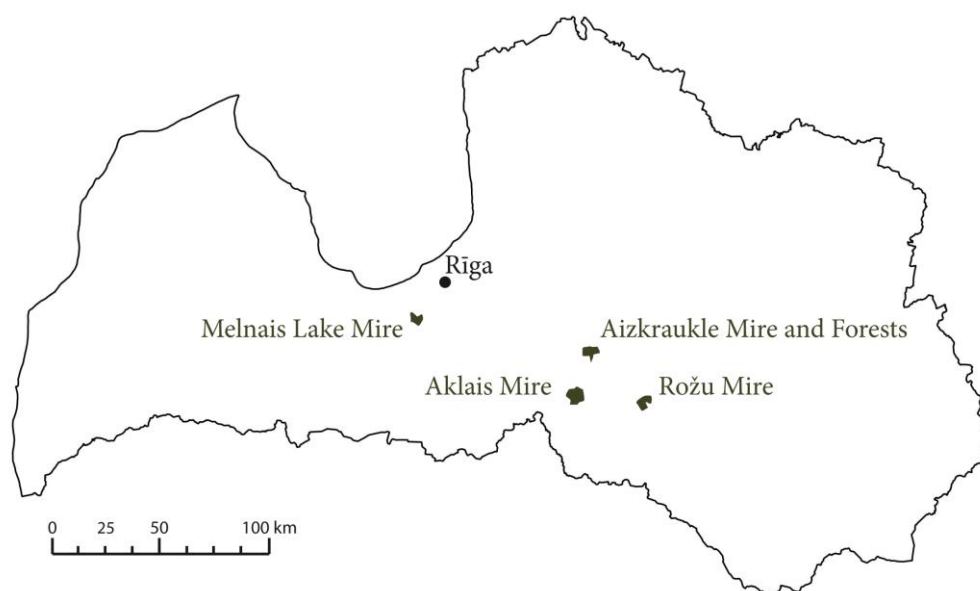 Rīga
Melnais Lake Mire
Aizkraukle Mire and Forests
Aklais Mire
Rožu Mire
0 25 50 100 km